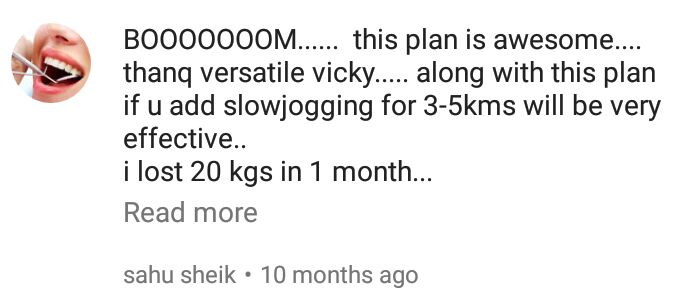 BOOOOOOOM...... this plan is awesome....
thanq versatile vicky..... along with this plan
if u add slowjogging for 3-5kms will be very
effective..
i lost 20 kgs in 1 month...
Read more
sahu sheik • 10 months ago